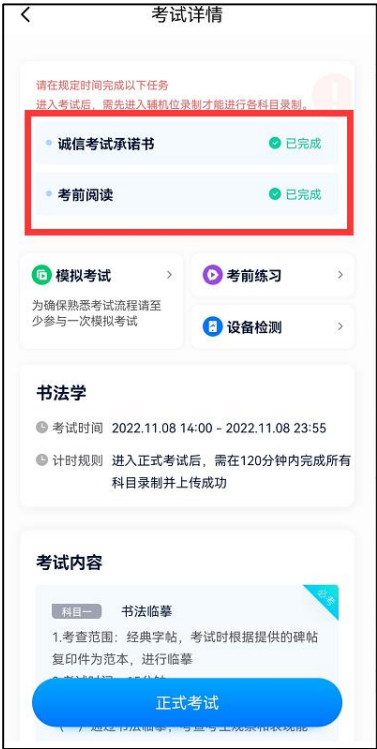 考试详情
请在规定时间完成以下任务
进入考试后，需先进入辅机位录制才能进行各科目录制。
诚信考试承诺书 已完成
考前阅读 已完成
模拟考试
为确保熟悉考试流程请至
少参与一次模拟考试
考前练习
设备检测
书法学
考试时间 2022.11.08 14:00 - 2022.11.08 23:55
计时规则 进入正式考试后，需在120分钟内完成所有
科目录制并上传成功
考试内容
必考
科目一 书法临摹
1.考查范围：经典字帖，考试时根据提供的碑帖
复印件为范本，进行临摹
正式考试